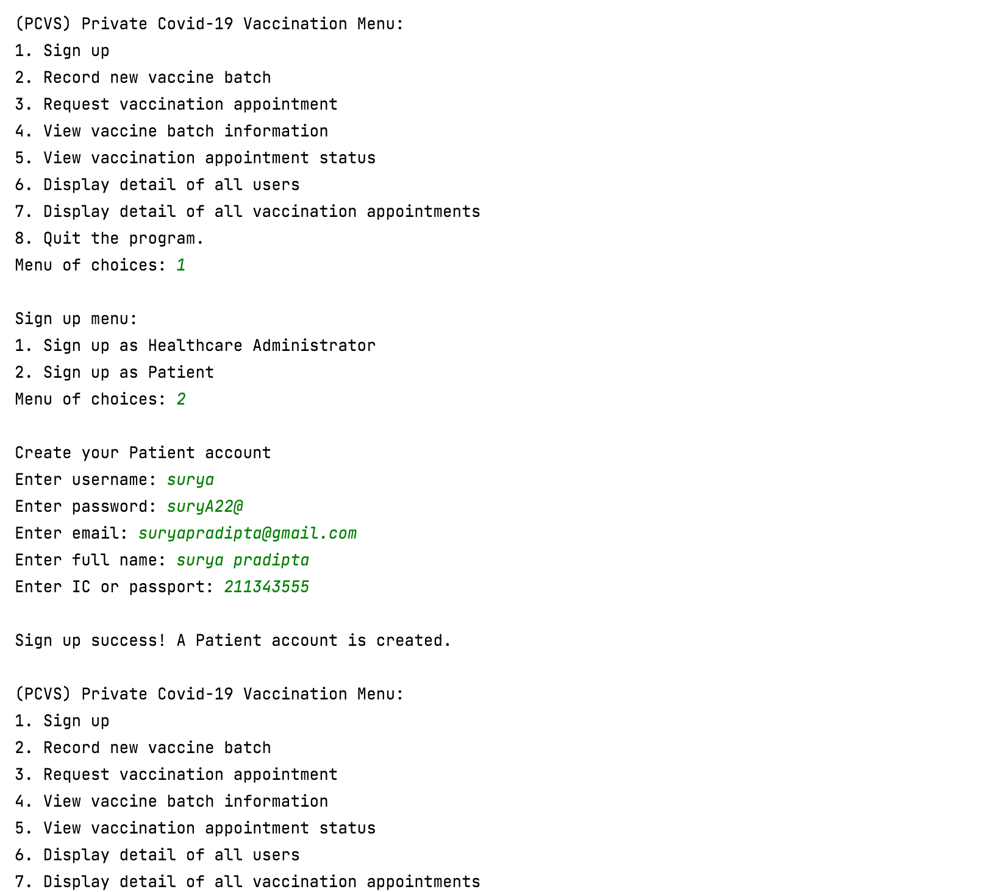 (PCVS) Private Covid-19 Vaccination Menu:
1. Sign up
2. Record new vaccine batch
3. Request vaccination appointment
4. View vaccine batch information
5. View vaccination appointment status
6. Display detail of all users
7. Display detail of all vaccination appointments
8. Quit the program.
Menu of choices: 1
Sign up menu:
1. Sign up as Healthcare Administrator
2. Sign up as Patient
Menu of choices: 2
Create your Patient account
Enter username: surya
Enter password: suryA22@
Enter email: suryapradipta@gmail.com
Enter full name: surya pradipta
Enter IC or passport: 211343555
Sign up success! A Patient account is created.
(PCVS) Private Covid-19 Vaccination Menu:
1. Sign up
2. Record new vaccine batch
3. Request vaccination appointment
4. View vaccine batch information
5. View vaccination appointment status
6. Display detail of all users
7. Display detail of all vaccination appointments